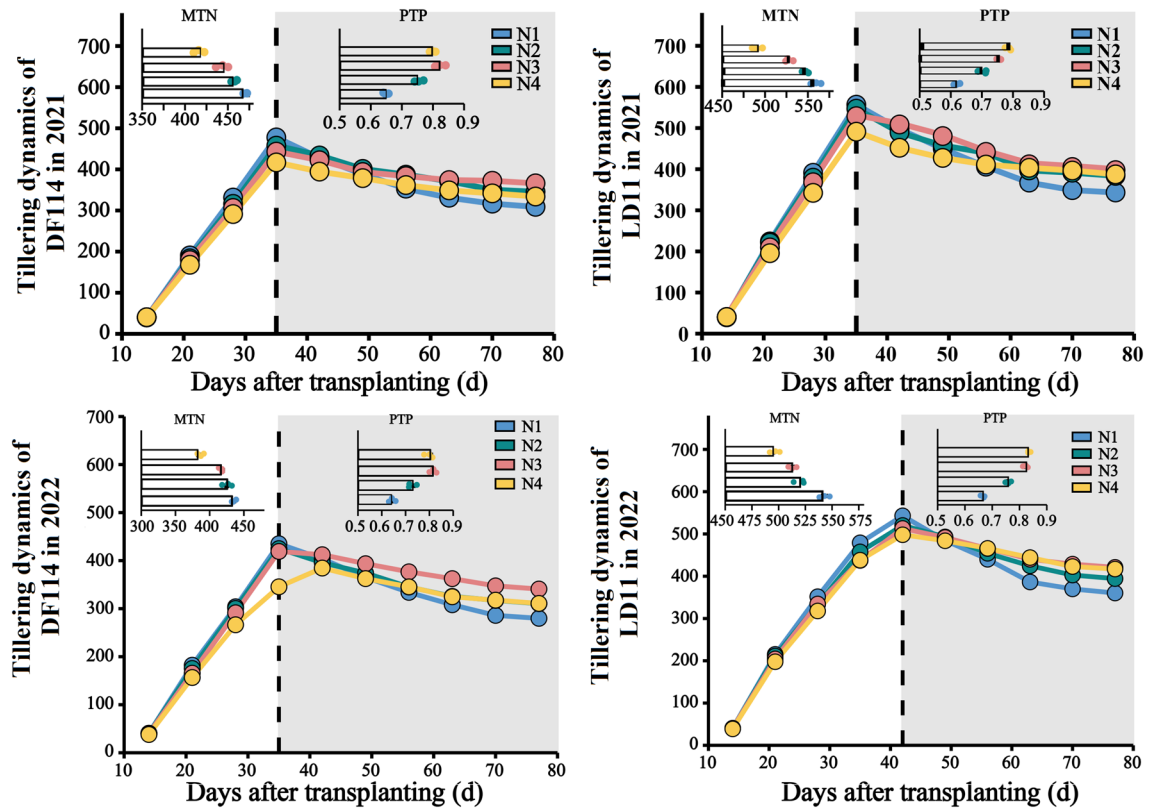 MTN
PTP
N1
N2
N3
N4
700
600
500
400
300
200
100
0
350 450
0.5 0.6 0.7 0.8 0.9
10 20 30 40 50 60 70 80
Days after transplanting (d)
Tillering dynamics of
DF114 in 2021
MTN
PTP
N1
N2
N3
N4
700
600
500
400
300
200
100
0
450 500 550
0.5 0.6 0.7 0.8 0.9
10 20 30 40 50 60 70 80
Days after transplanting (d)
Tillering dynamics of
LD11 in 2021
MTN
PTP
N1
N2
N3
N4
700
600
500
400
300
200
100
0
300 350 400 450
0.5 0.6 0.7 0.8 0.9
10 20 30 40 50 60 70 80
Days after transplanting (d)
Tillering dynamics of
DF114 in 2022
MTN
PTP
N1
N2
N3
N4
700
600
500
400
300
200
100
0
450 475 500 525 550 575
0.5 0.6 0.7 0.8 0.9
10 20 30 40 50 60 70 80
Days after transplanting (d)
Tillering dynamics of
LD11 in 2022